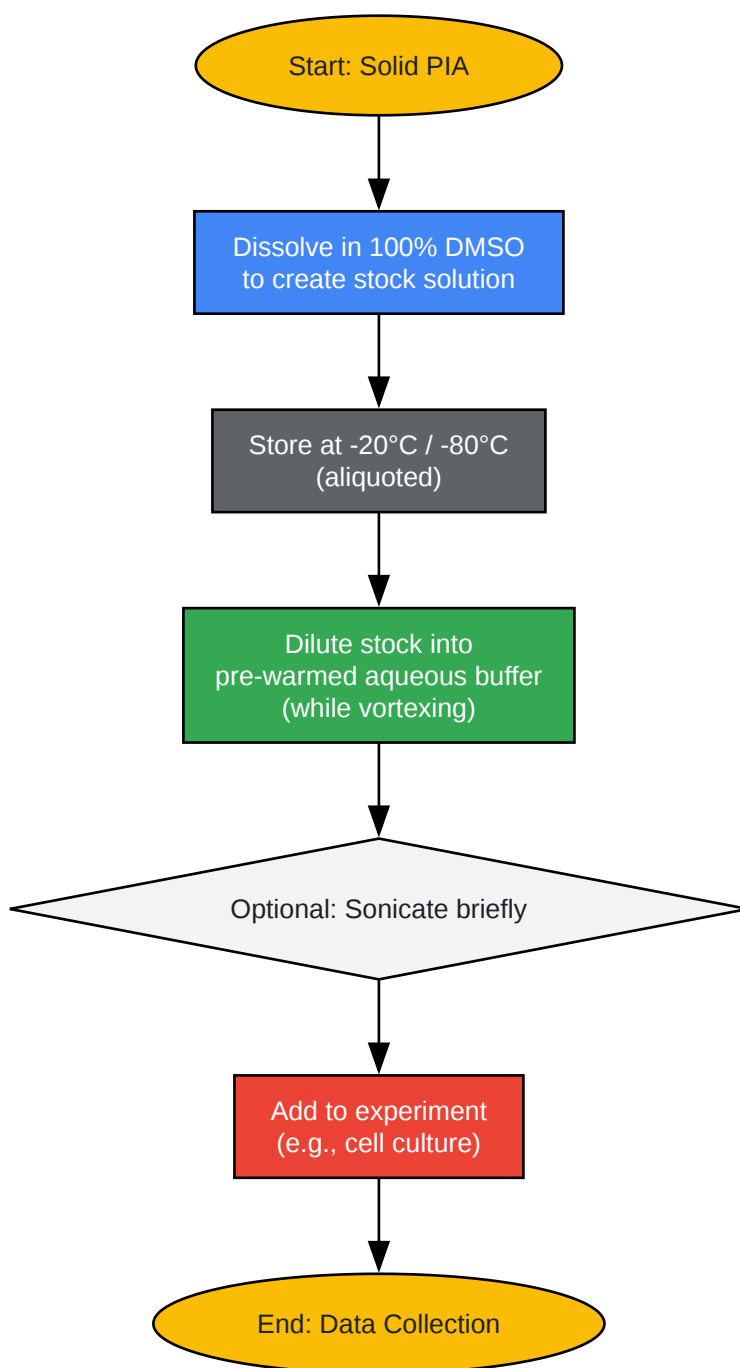 Start: Solid PIA
Dissolve in 100% DMSO
to create stock solution
Store at -20°C / -80°C
(aliquoted)
Dilute stock into
pre-warmed aqueous buffer
(while vortexing)
Optional: Sonicate briefly
Add to experiment
(e.g., cell culture)
End: Data Collection